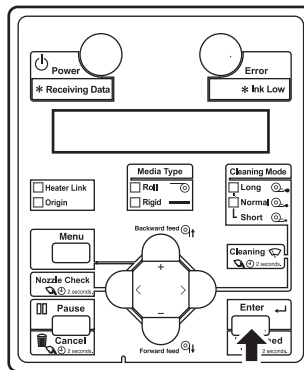 Power
Error
* Receiving Data
* Ink Low
Media Type
Cleaning Mode
Heater Link
Origin
Roll
Rigid
Long
Normal
Short
Menu
Backward feed
Cleaning
2 seconds.
Nozzle Check
2 seconds.
+
< >
–
Pause
Enter
Cancel
2 seconds.
Forward feed